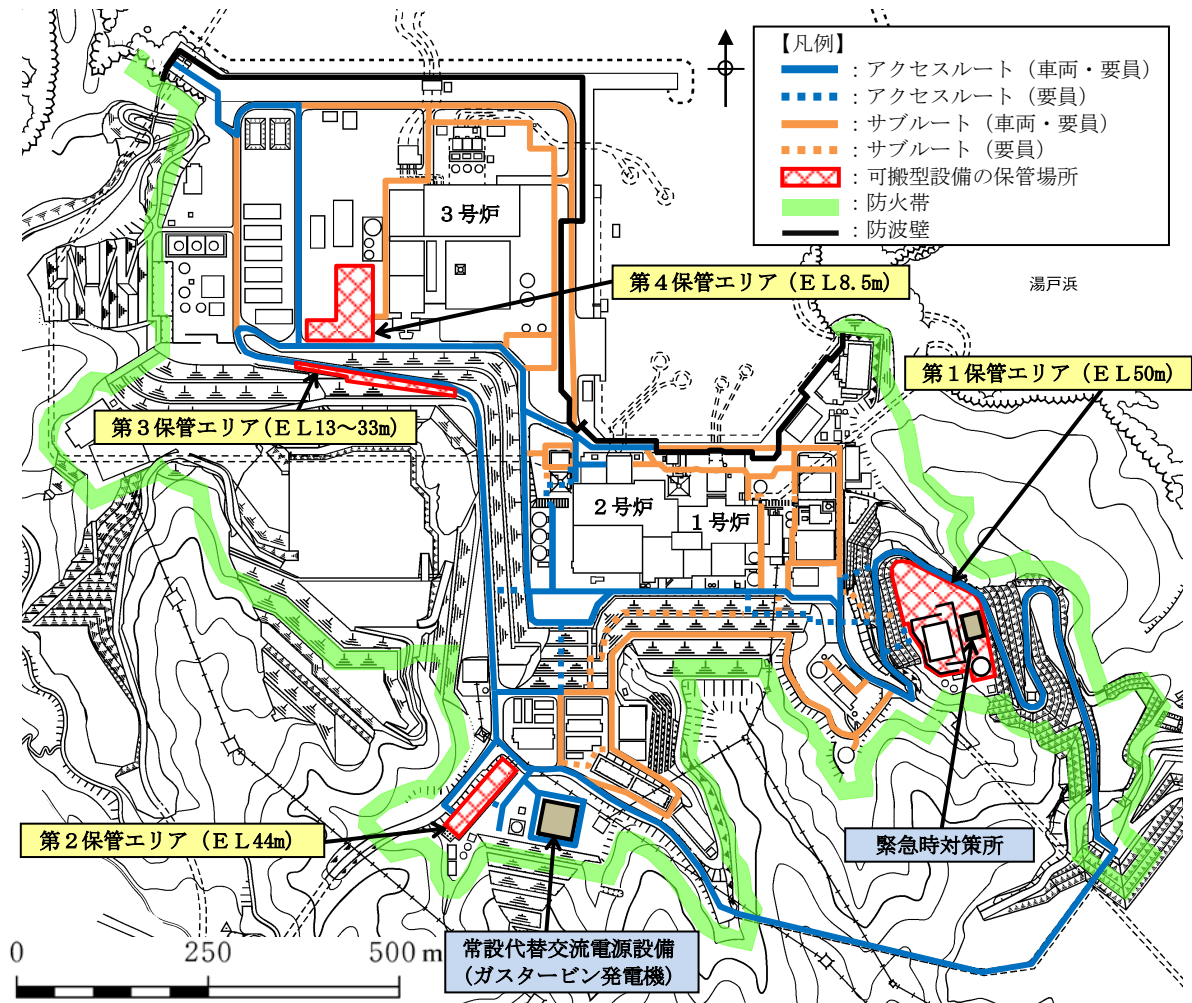 【凡例】
：アクセスルート（車両・要員）
：アクセスルート（要員）
：サブルート（車両・要員）
：サブルート（要員）
：可搬型設備の保管場所
：防火帯
：防波壁
3号炉
第4保管エリア（EL8.5m）
湯戸浜
第1保管エリア（EL50m）
第3保管エリア(EL13～33m)
2号炉
1号炉
第2保管エリア（EL44m）
緊急時対策所
常設代替交流電源設備
(ガスタービン発電機)
0 250 500 m